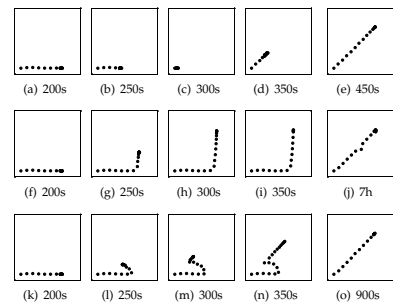 (a) 200s (b) 250s (c) 300s (d) 350s (e) 450s
(f) 200s (g) 250s (h) 300s (i) 350s (j) 7h
(k) 200s (l) 250s (m) 300s (n) 350s (o) 900s